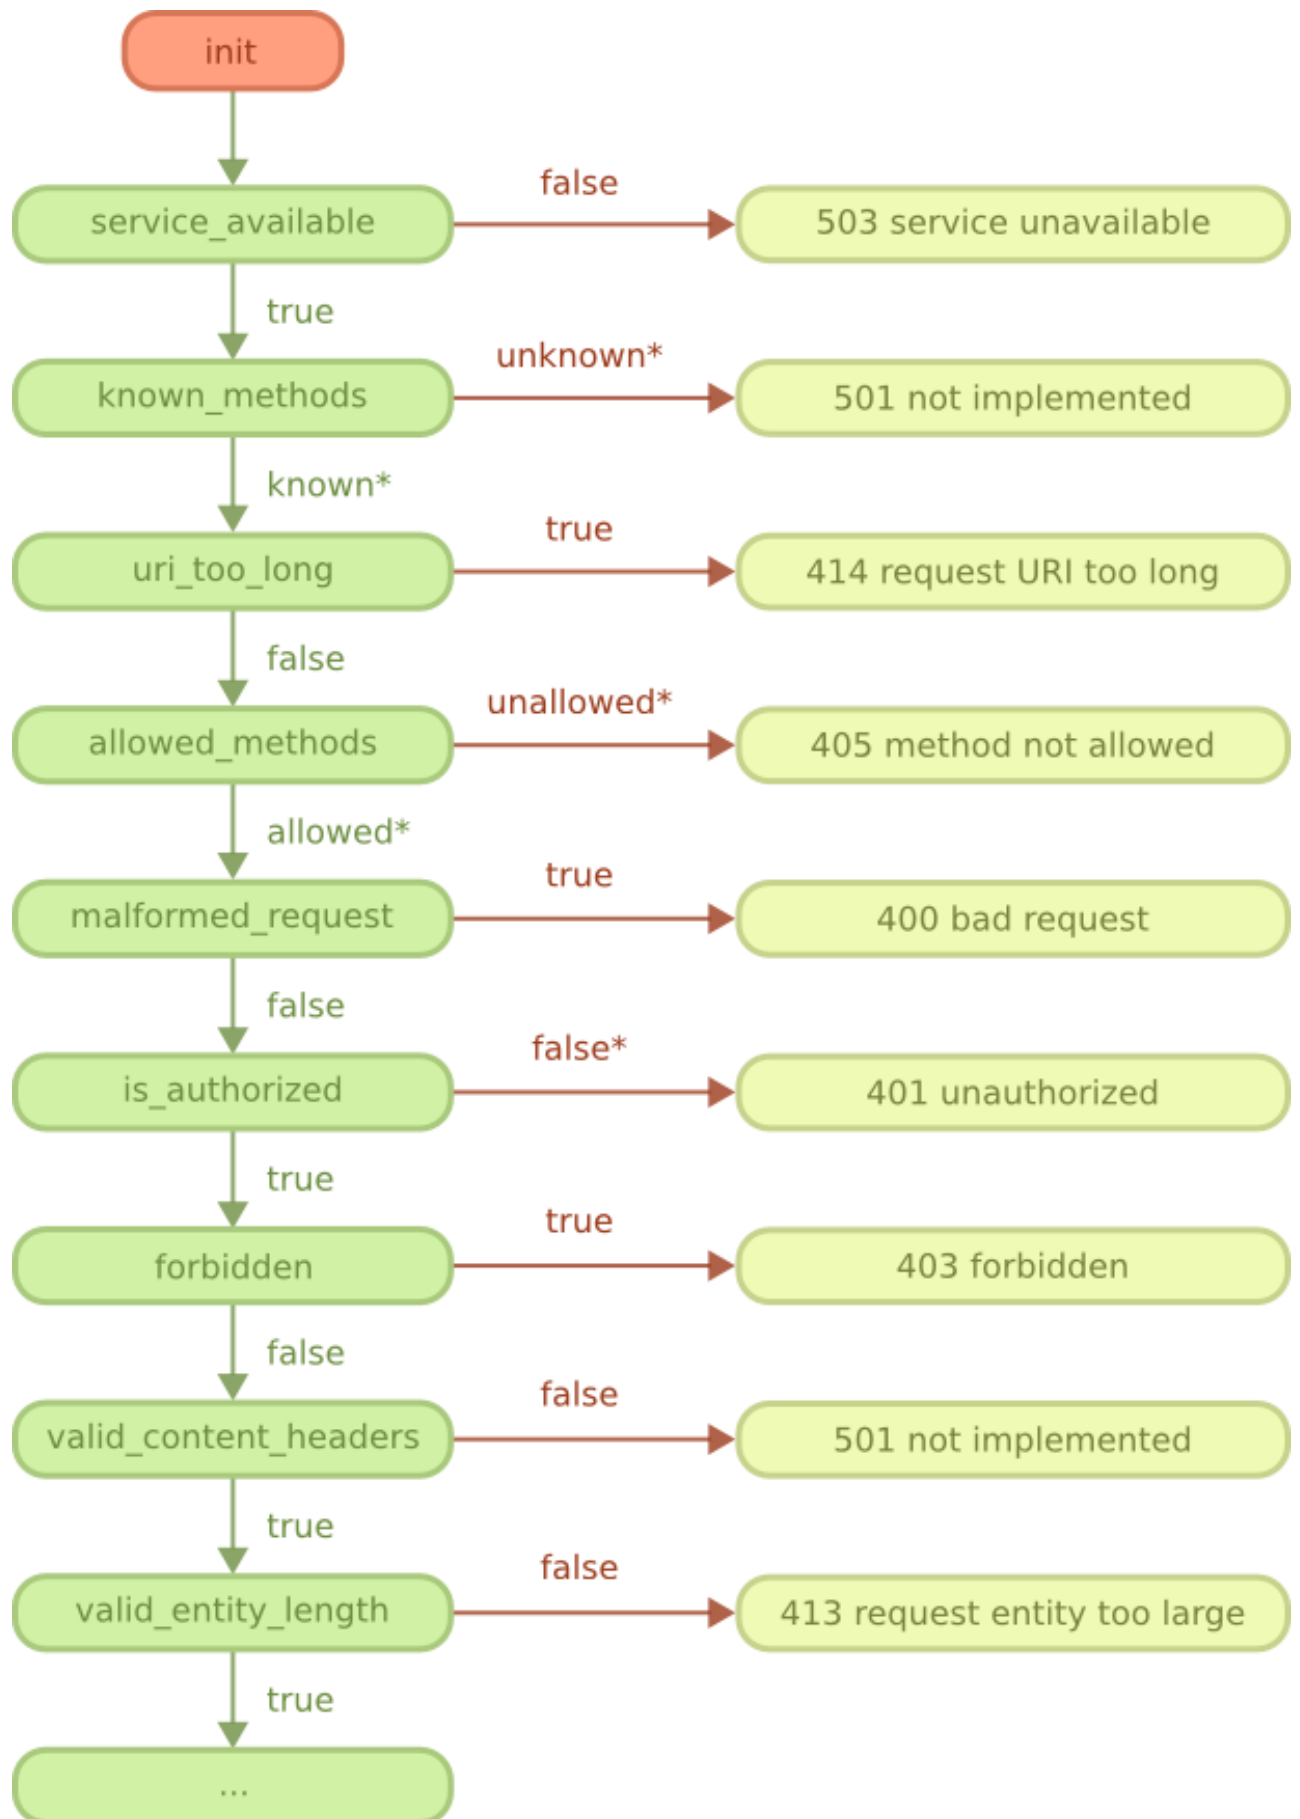 init
false
service_available
503 service unavailable
true
unknown*
known_methods
501 not implemented
known*
true
uri_too_long
414 request URI too long
false
unallowed*
allowed_methods
405 method not allowed
allowed*
true
malformed_request
400 bad request
false
false*
is_authorized
401 unauthorized
true
true
forbidden
403 forbidden
false
false
valid_content_headers
501 not implemented
true
false
valid_entity_length
413 request entity too large
true
...